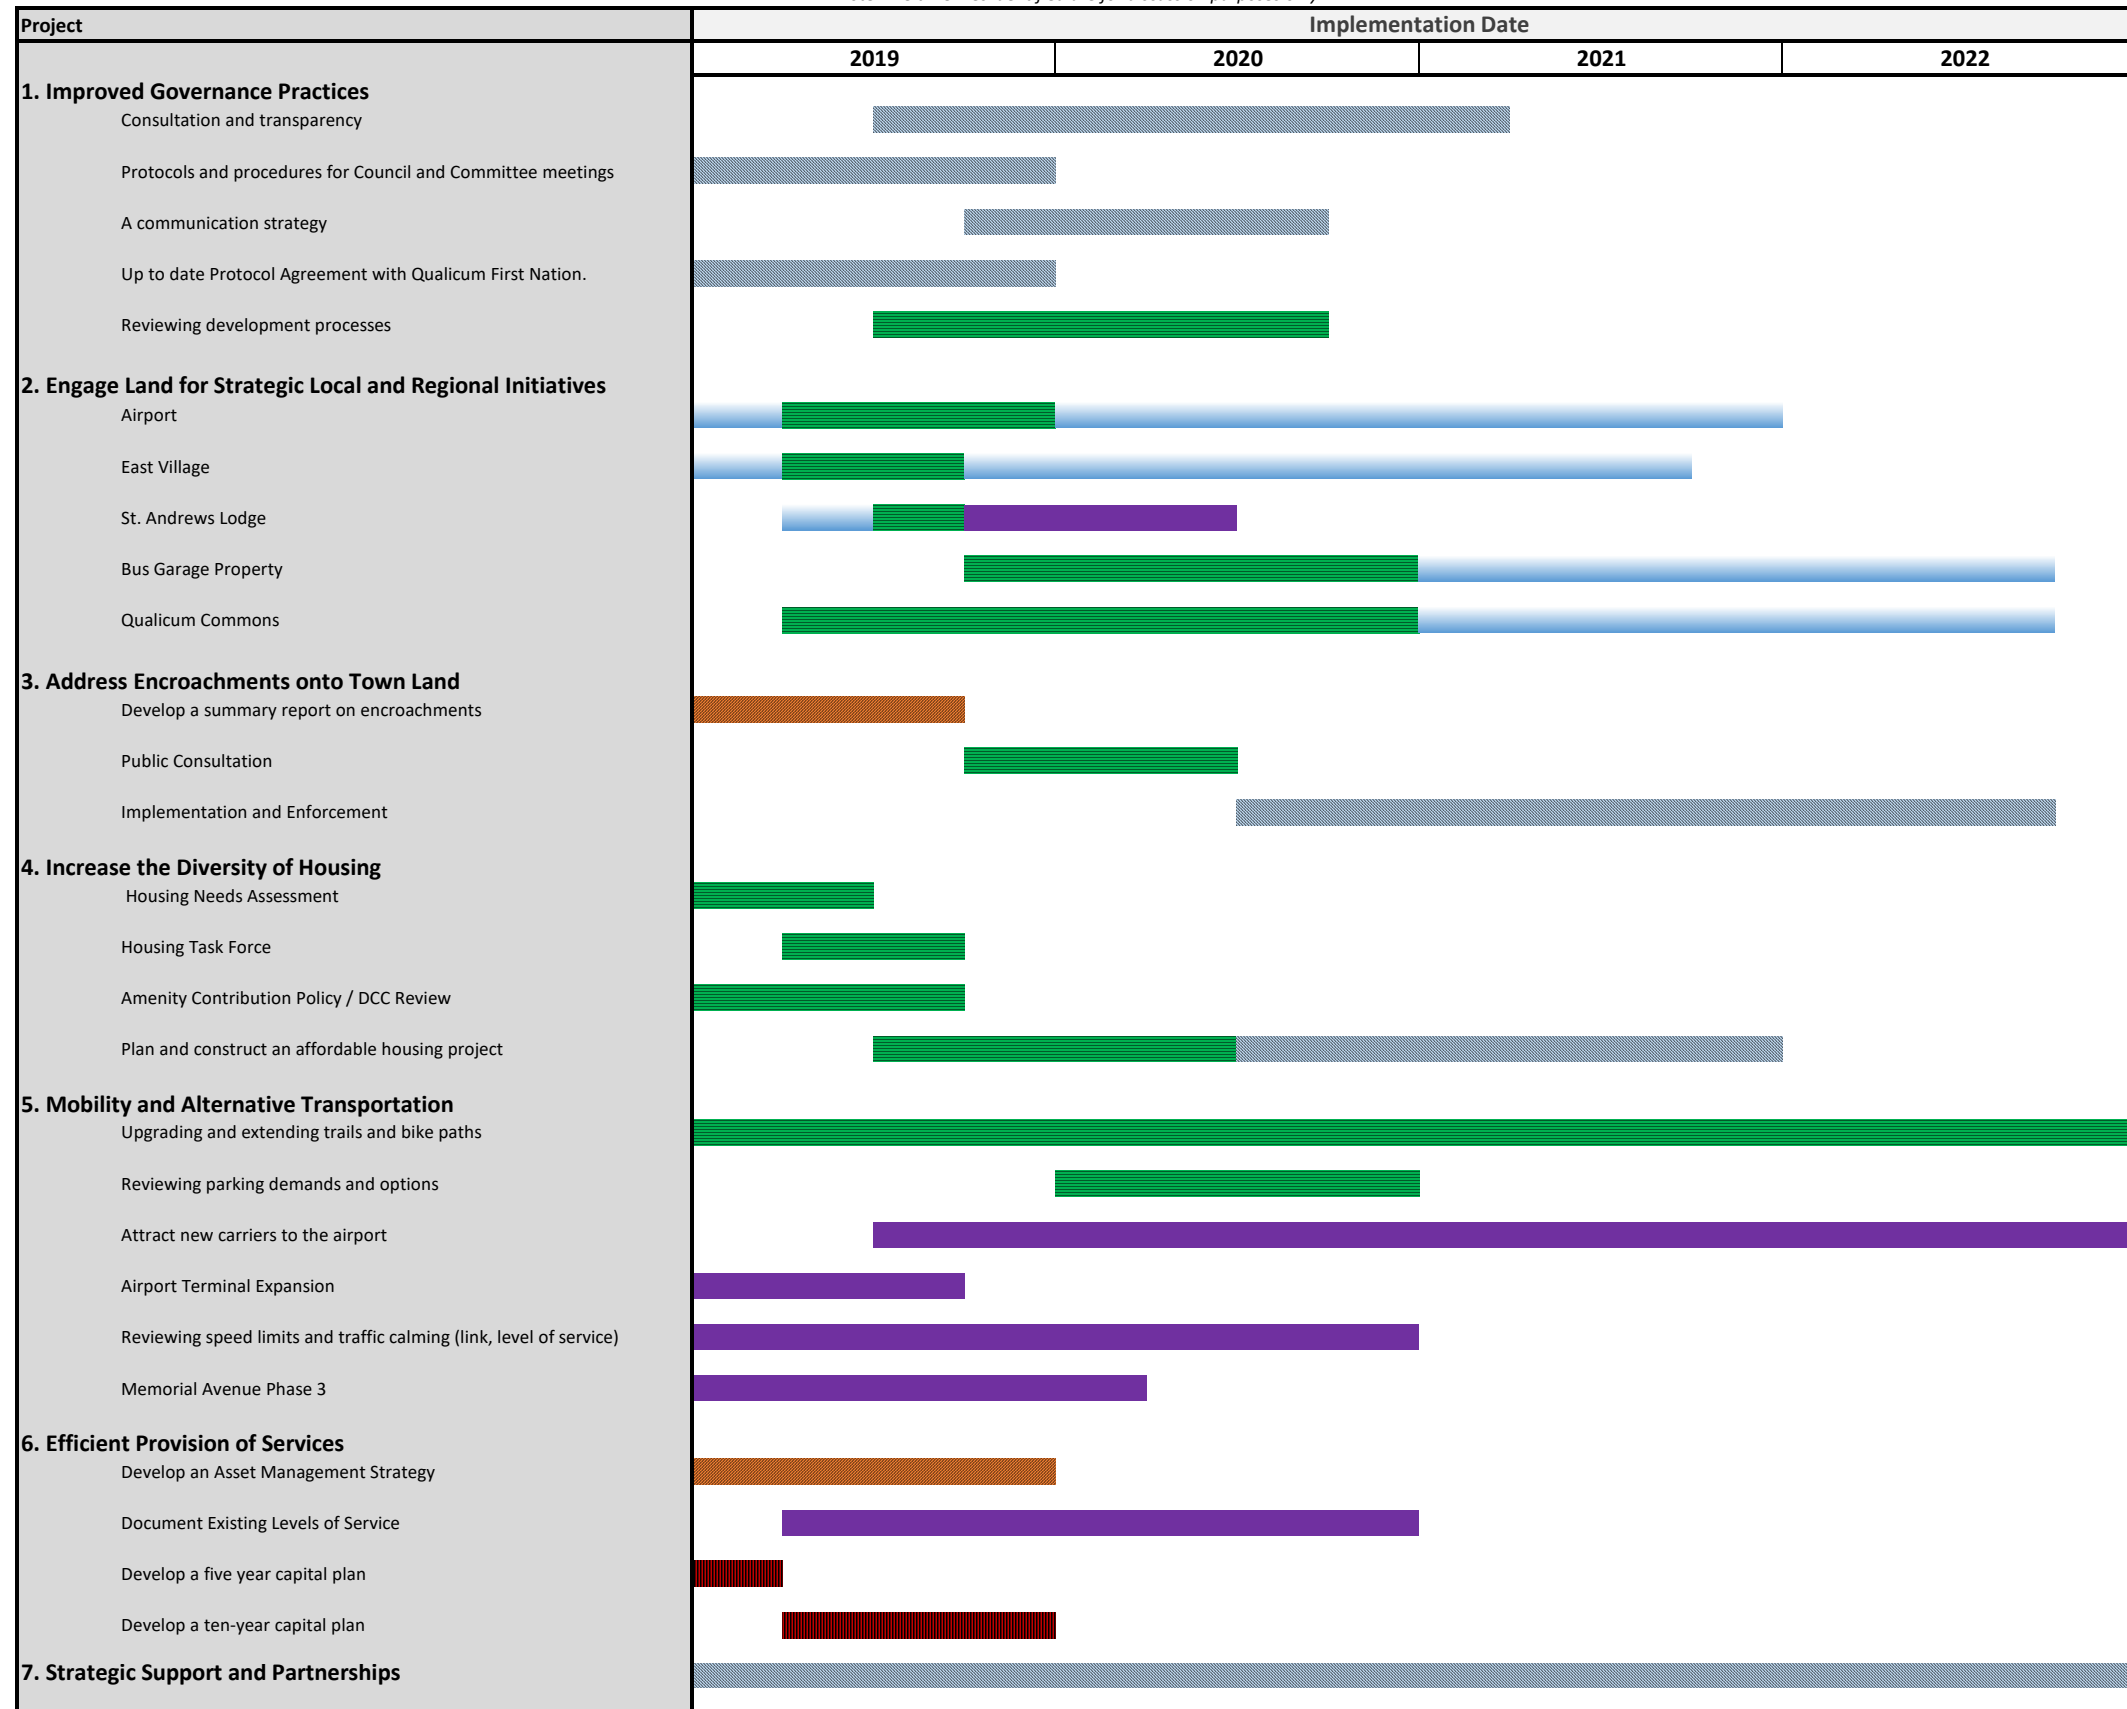 Project
Implementation Date
2019
2020
2021
2022
1. Improved Governance Practices
Consultation and transparency
Protocols and procedures for Council and Committee meetings
A communication strategy
Up to date Protocol Agreement with Qualicum First Nation.
Reviewing development processes
2. Engage Land for Strategic Local and Regional Initiatives
Airport
East Village
St. Andrews Lodge
Bus Garage Property
Qualicum Commons
3. Address Encroachments onto Town Land
Develop a summary report on encroachments
Public Consultation
Implementation and Enforcement
4. Increase the Diversity of Housing
Housing Needs Assessment
Housing Task Force
Amenity Contribution Policy / DCC Review
Plan and construct an affordable housing project
5. Mobility and Alternative Transportation
Upgrading and extending trails and bike paths
Reviewing parking demands and options
Attract new carriers to the airport
Airport Terminal Expansion
Reviewing speed limits and traffic calming (link, level of service)
Memorial Avenue Phase 3
6. Efficient Provision of Services
Develop an Asset Management Strategy
Document Existing Levels of Service
Develop a five year capital plan
Develop a ten-year capital plan
7. Strategic Support and Partnerships